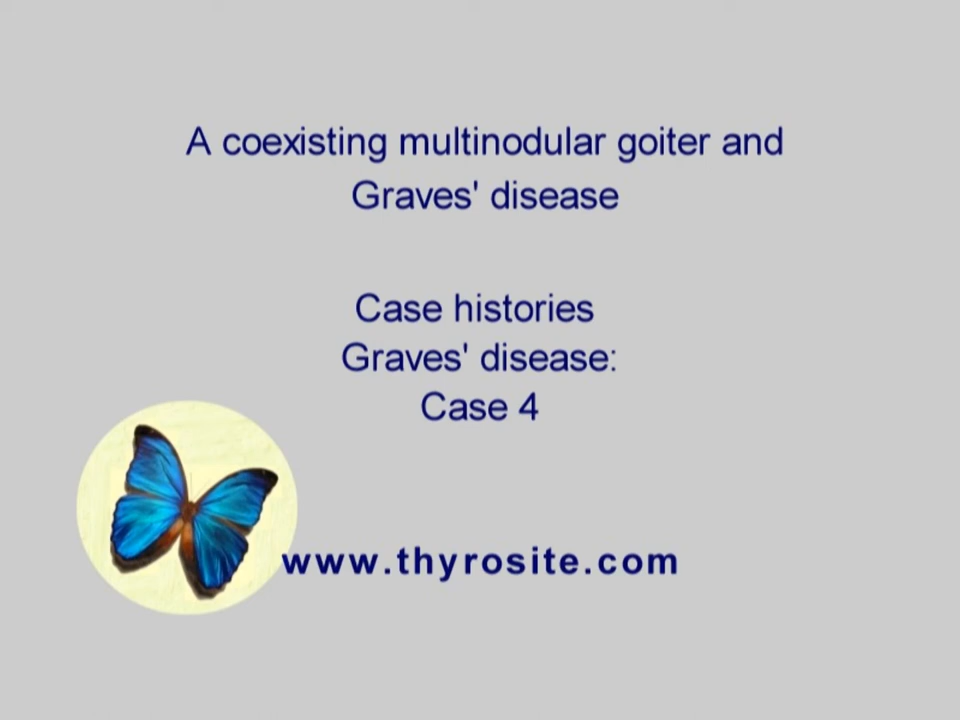 A coexisting multinodular goiter and
Graves' disease
Case histories
Graves' disease:
Case 4
www.thyrosite.com